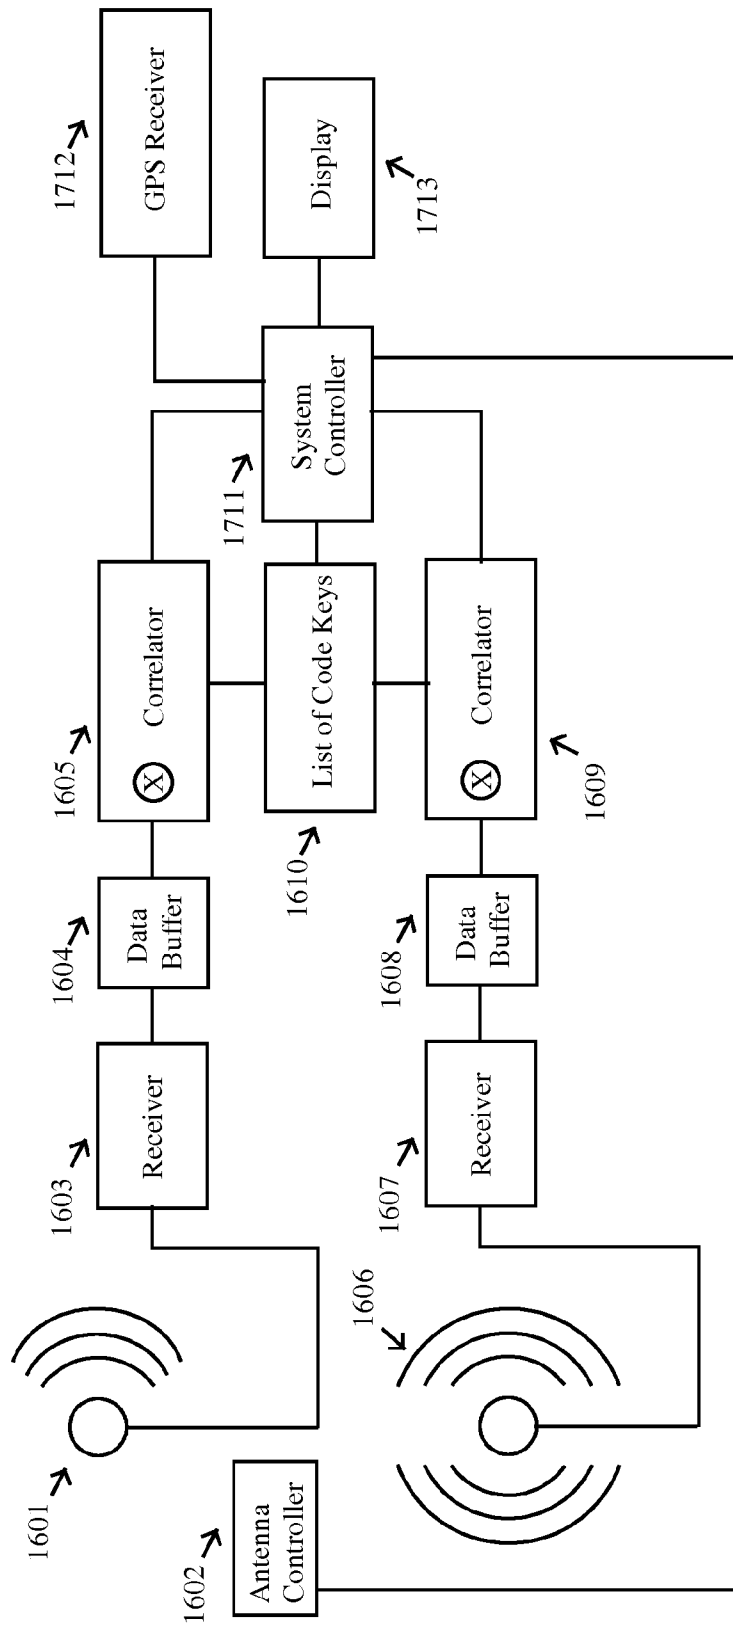 1601
1602
Antenna
Controller
1603
Receiver
1604
Data
Buffer
1605
X
Correlator
1606
1607
Receiver
1608
Data
Buffer
1609
X
Correlator
1610
List of Code Keys
1711
System
Controller
1712
GPS Receiver
1713
Display